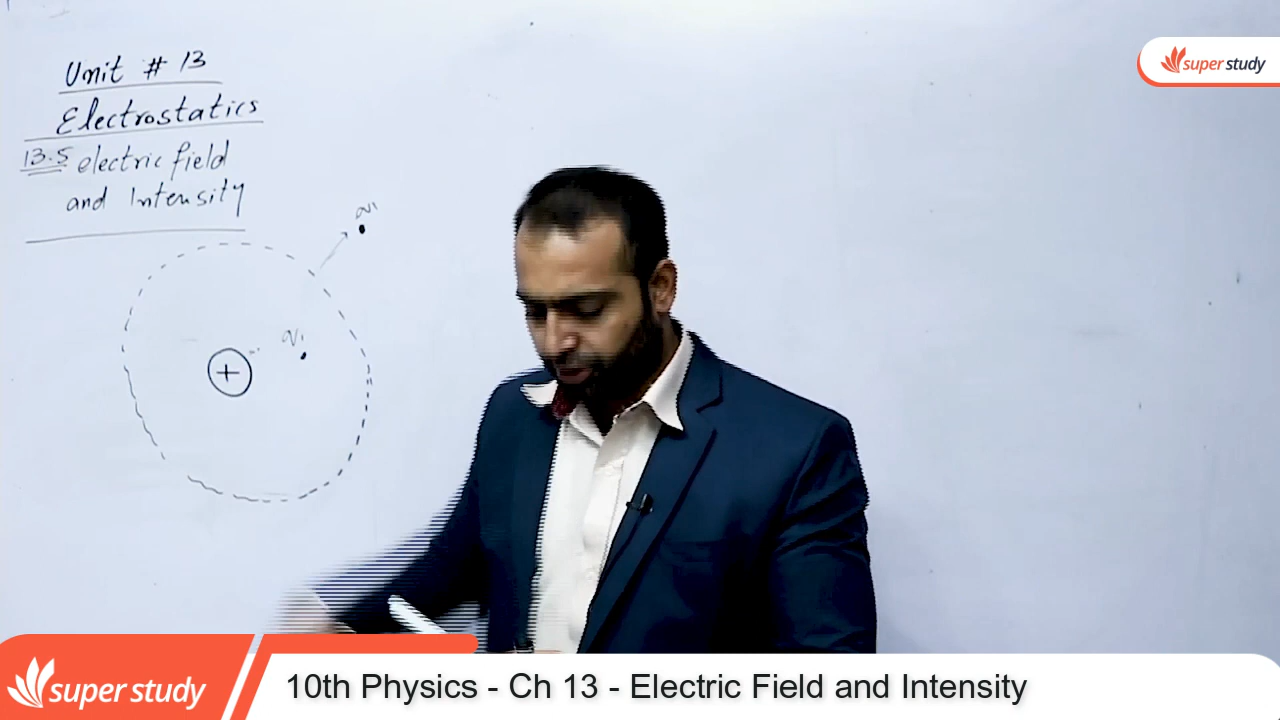 Unit # 13
Electrostatics
13.5 electric field
and Intensity
+
super study
super study
10th Physics - Ch 13 - Electric Field and Intensity